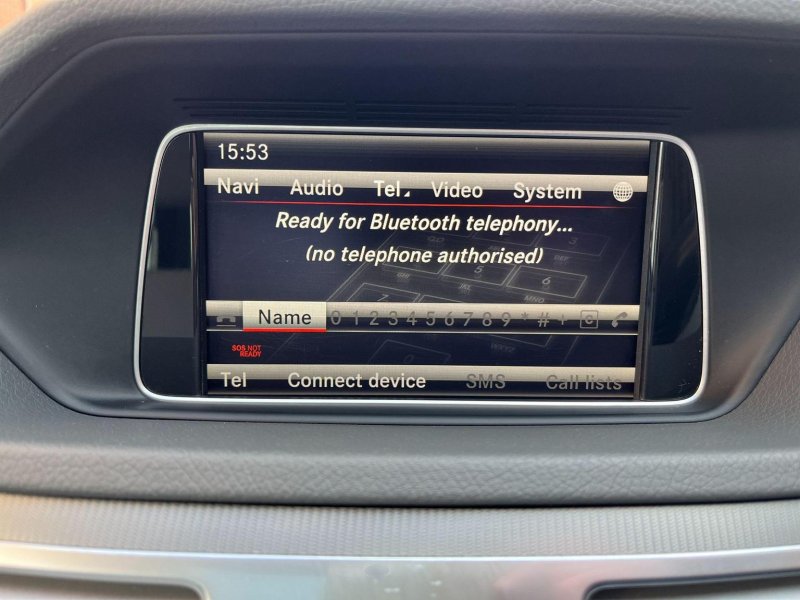 15:53
Navi Audio Tel Video System
Ready for Bluetooth telephony...
(no telephone authorised)
Name 0 1 2 3 4 5 6 7 8 9 * # +
SOS NOT
READY
Tel Connect device SMS Call lists